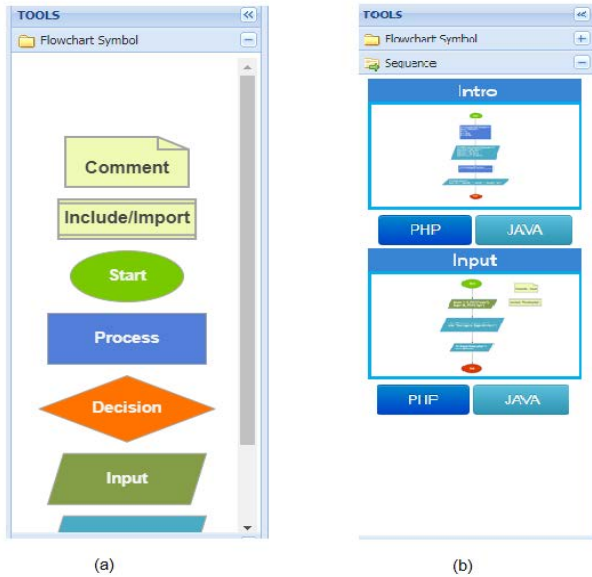 TOOLS
Flowchart Symbol
Comment
Include/Import
Start
Process
Decision
Input
(a)
TOOLS
Flowchart Symbol
Sequence
Intro
PHP JAVA
Input
PHP JAVA
(b)